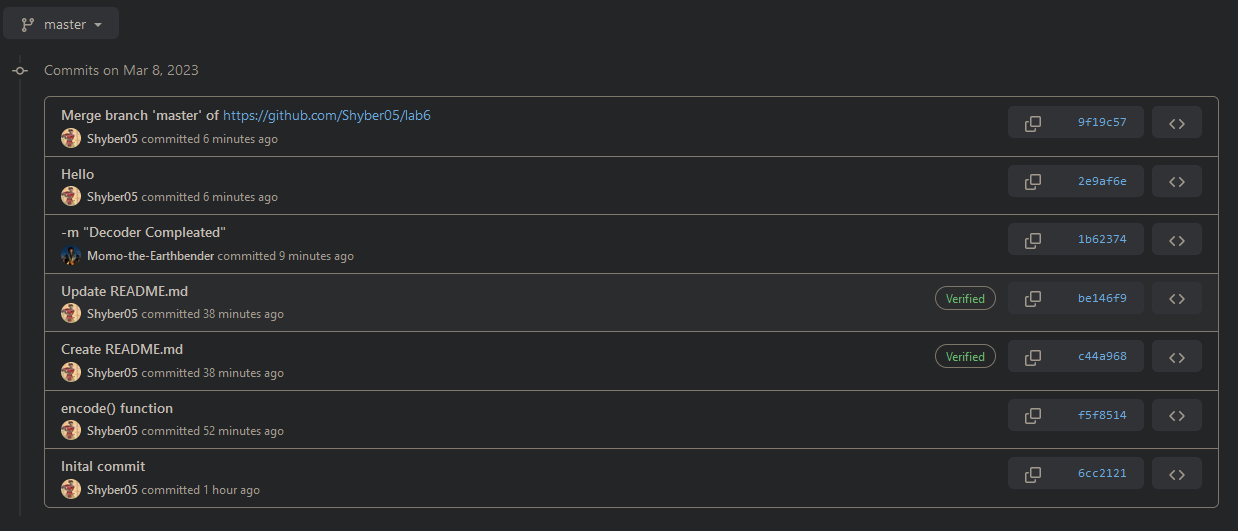 master
Commits on Mar 8, 2023
Merge branch 'master' of https://github.com/Shyber05/lab6
9f19c57
Shyber05 committed 6 minutes ago
Hello
2e9af6e
Shyber05 committed 6 minutes ago
-m "Decoder Compleated"
1b62374
Momo-the-Earthbender committed 9 minutes ago
Update README.md
Verified
be146f9
Shyber05 committed 38 minutes ago
Create README.md
Verified
c44a968
Shyber05 committed 38 minutes ago
encode() function
f5f8514
Shyber05 committed 52 minutes ago
Inital commit
6cc2121
Shyber05 committed 1 hour ago